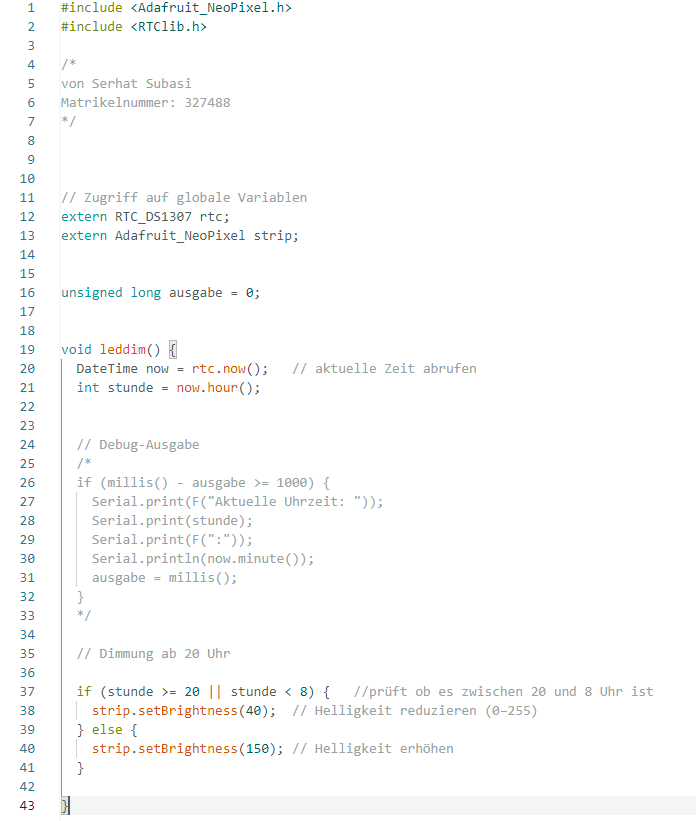 1 #include <Adafruit_NeoPixel.h>
2 #include <RTClib.h>
3
4 /*
5 von Serhat Subasi
6 Matrikelnummer: 327488
7 */
8
9
10
11 // Zugriff auf globale Variablen
12 extern RTC_DS1307 rtc;
13 extern Adafruit_NeoPixel strip;
14
15
16 unsigned long ausgabe = 0;
17
18
19 void leddim() {
20 DateTime now = rtc.now(); // aktuelle Zeit abrufen
21 int stunde = now.hour();
22
23
24 // Debug-Ausgabe
25 /*
26 if (millis() - ausgabe >= 1000) {
27 Serial.print(F("Aktuelle Uhrzeit: "));
28 Serial.print(stunde);
29 Serial.print(F(":"));
30 Serial.println(now.minute());
31 ausgabe = millis();
32 }
33 */
34
35 // Dimmung ab 20 Uhr
36
37 if (stunde >= 20 || stunde < 8) { //prüft ob es zwischen 20 und 8 Uhr ist
38 strip.setBrightness(40); // Helligkeit reduzieren (0–255)
39 } else {
40 strip.setBrightness(150); // Helligkeit erhöhen
41 }
42
43 }